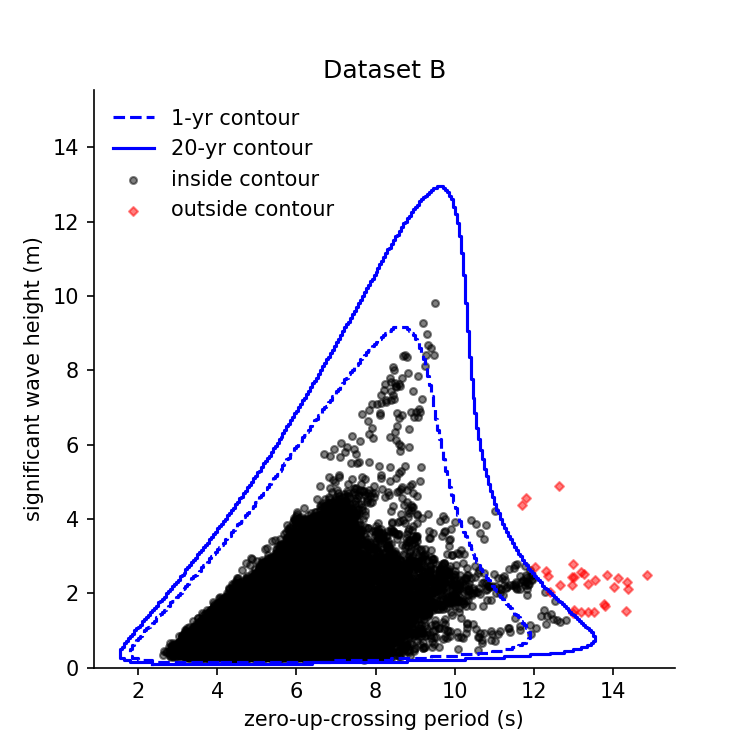 Dataset B
1-yr contour
20-yr contour
inside contour
outside contour
significant wave height (m)
14
12
10
8
6
4
2
0
2 4 6 8 10 12 14
zero-up-crossing period (s)